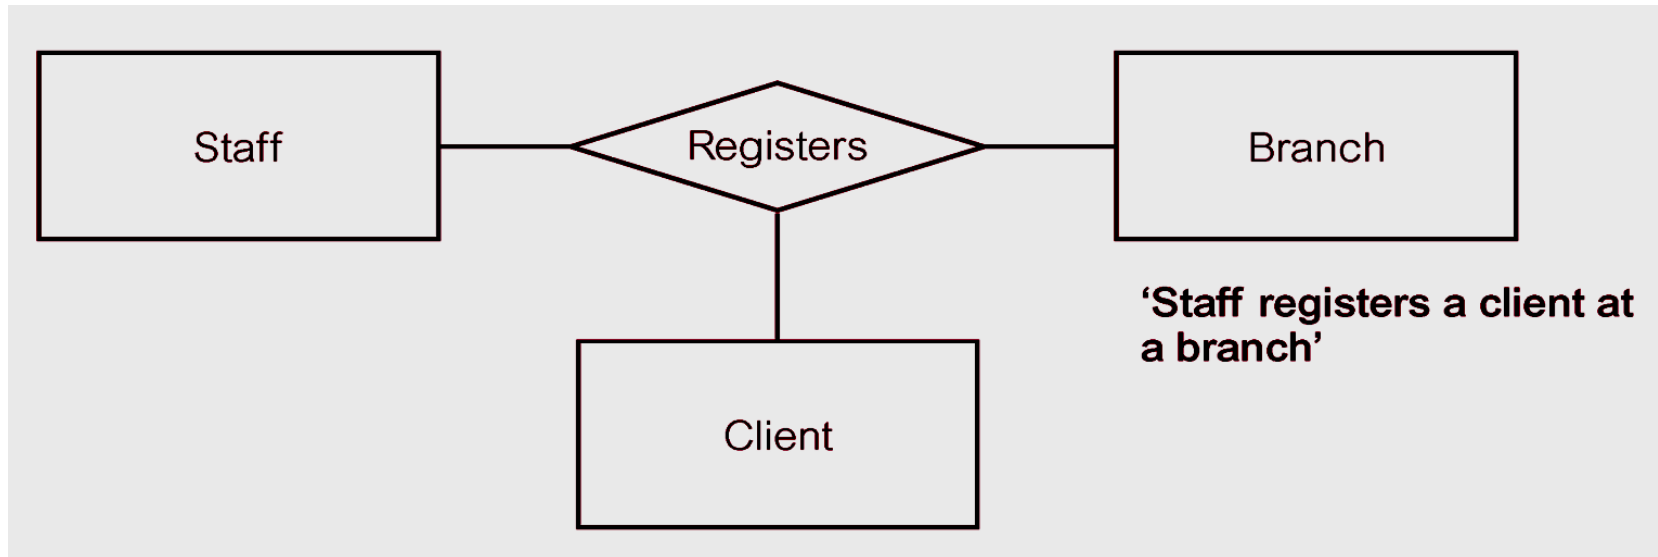 Staff
Registers
Branch
‘Staff registers a client at
a branch’
Client